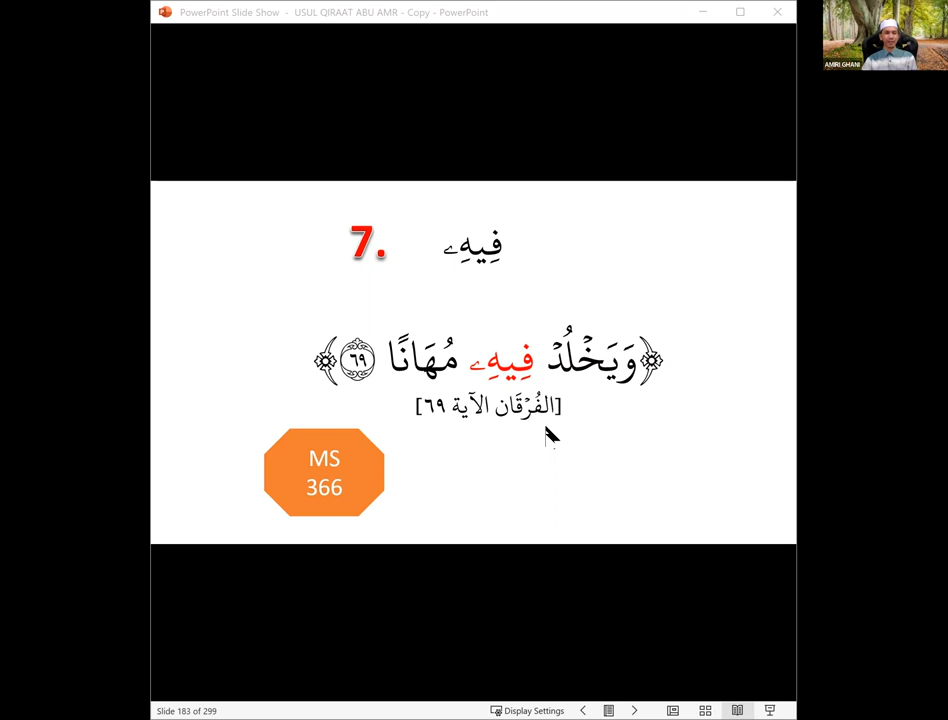 PowerPoint Slide Show - USUL QIRAAT ABU AMR - Copy - PowerPoint
AMIRI GHANI
7. فِيهِۦ
﴿وَيَخْلُدْ فِيهِۦ مُهَانًا ٦٩﴾
[الفُرْقَان الآية ٦٩]
MS
366
Slide 183 of 299
Display Settings